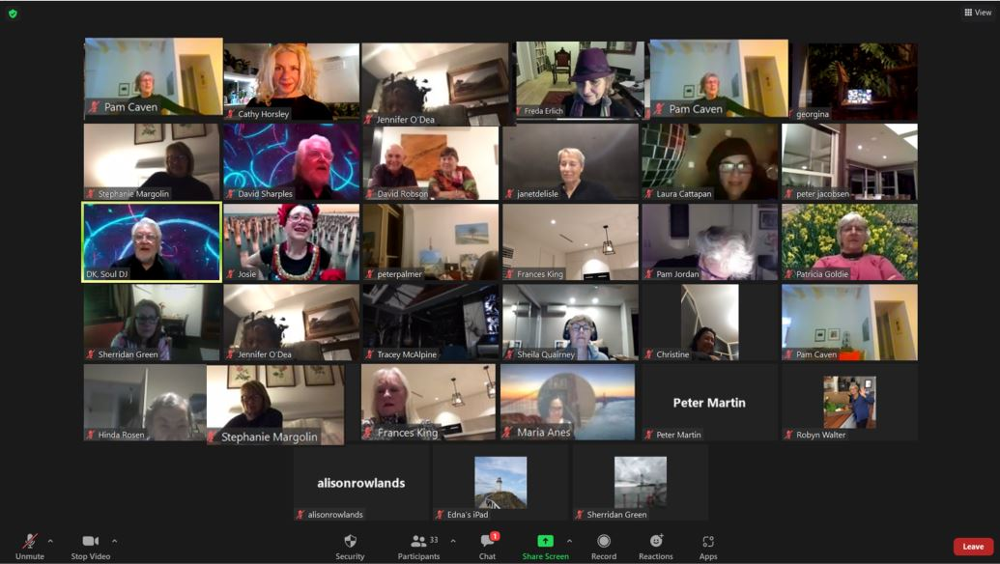 View
Pam Caven
Cathy Horsley
Jennifer O'Dea
Freda Erlich
Pam Caven
georgina
Stephanie Margolin
David Sharples
David Robson
janetdelisle
Laura Cattapan
peter jacobsen
DK, Soul DJ
Josie
peterpalmer
Frances King
Pam Jordan
Patricia Goldie
Sherridan Green
Jennifer O'Dea
Tracey McAlpine
Sheila Quairney
Christine
Pam Caven
Hinda Rosen
Stephanie Margolin
Frances King
Maria Anes
Peter Martin
Peter Martin
Robyn Walter
alisonrowlands
alisonrowlands
Edna's iPad
Sherridan Green
33
1
Unmute
Stop Video
Security
Participants
Chat
Share Screen
Record
Reactions
Apps
Leave